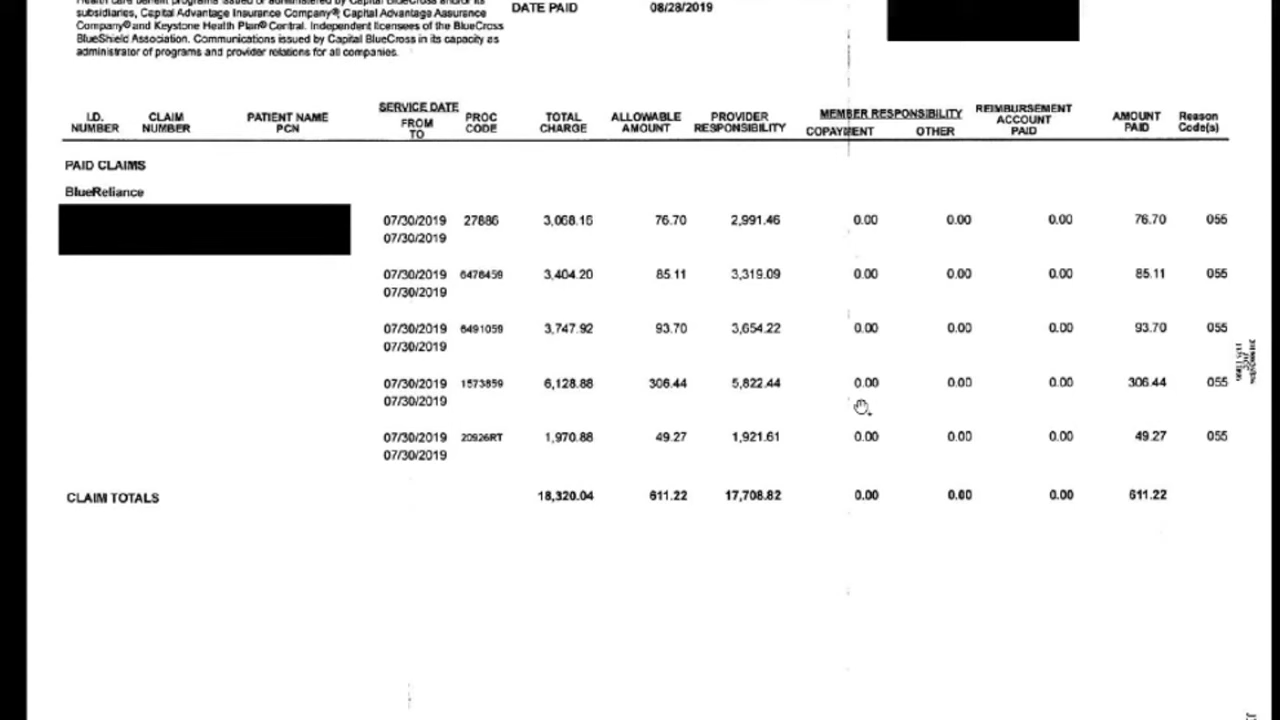 subsidiaries, Capital Advantage Insurance Company®, Capital Advantage Assurance
Company® and Keystone Health Plan® Central. Independent licensees of the BlueCross
BlueShield Association. Communications issued by Capital BlueCross in its capacity as
administrator of programs and provider relations for all companies.
DATE PAID 08/28/2019
I.D. NUMBER CLAIM NUMBER PATIENT NAME PCN SERVICE DATE FROM TO PROC CODE TOTAL CHARGE ALLOWABLE AMOUNT PROVIDER RESPONSIBILITY MEMBER RESPONSIBILITY COPAYMENT OTHER REIMBURSEMENT ACCOUNT PAID AMOUNT PAID Reason Code(s)
PAID CLAIMS
BlueReliance
07/30/2019 27886 3,068.16 76.70 2,991.46 0.00 0.00 0.00 76.70 055
07/30/2019
07/30/2019 6476459 3,404.20 85.11 3,319.09 0.00 0.00 0.00 85.11 055
07/30/2019
07/30/2019 6491059 3,747.92 93.70 3,654.22 0.00 0.00 0.00 93.70 055
07/30/2019
07/30/2019 1573859 6,128.88 306.44 5,822.44 0.00 0.00 0.00 306.44 055
07/30/2019
07/30/2019 20926RT 1,970.88 49.27 1,921.61 0.00 0.00 0.00 49.27 055
07/30/2019
CLAIM TOTALS 18,320.04 611.22 17,708.82 0.00 0.00 0.00 611.22